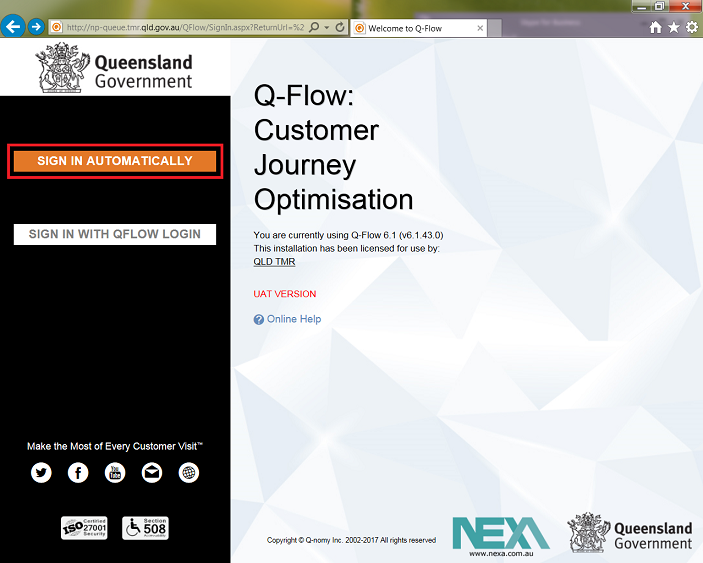 http://np-queue.tmr.qld.gov.au/QFlow/SignIn.aspx?ReturnUrl=%2
Welcome to Q-Flow
Queensland
Government
SIGN IN AUTOMATICALLY
SIGN IN WITH QFLOW LOGIN
Make the Most of Every Customer Visit™
You
Tube
ISO
Certified
27001
Security
Section
508
Accessibility
Q-Flow:
Customer
Journey
Optimisation
You are currently using Q-Flow 6.1 (v6.1.43.0)
This installation has been licensed for use by:
QLD TMR
UAT VERSION
? Online Help
Copyright © Q-nomy Inc. 2002-2017 All rights reserved
NEXA
www.nexa.com.au
Queensland
Government